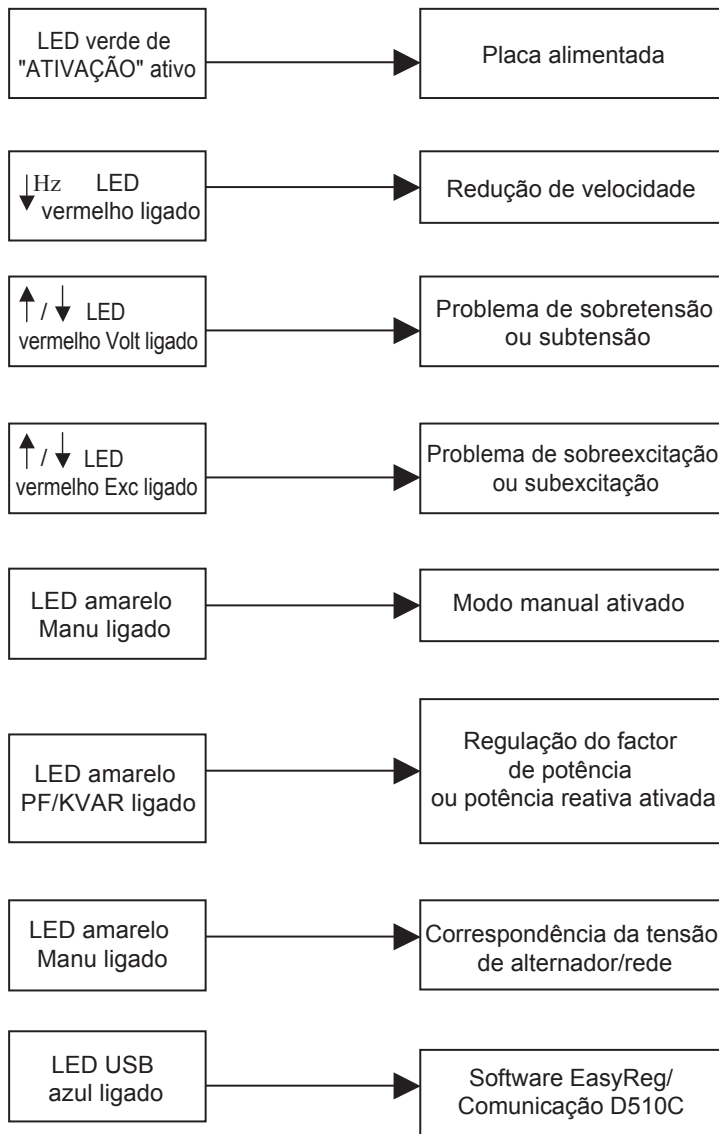 LED verde de
"ATIVAÇÃO" ativo
Placa alimentada
↓Hz LED
vermelho ligado
Redução de velocidade
↑ / ↓ LED
vermelho Volt ligado
Problema de sobretensão
ou subtensão
↑ / ↓ LED
vermelho Exc ligado
Problema de sobreexcitação
ou subexcitação
LED amarelo
Manu ligado
Modo manual ativado
LED amarelo
PF/KVAR ligado
Regulação do factor
de potência
ou potência reativa ativada
LED amarelo
Manu ligado
Correspondência da tensão
de alternador/rede
LED USB
azul ligado
Software EasyReg/
Comunicação D510C